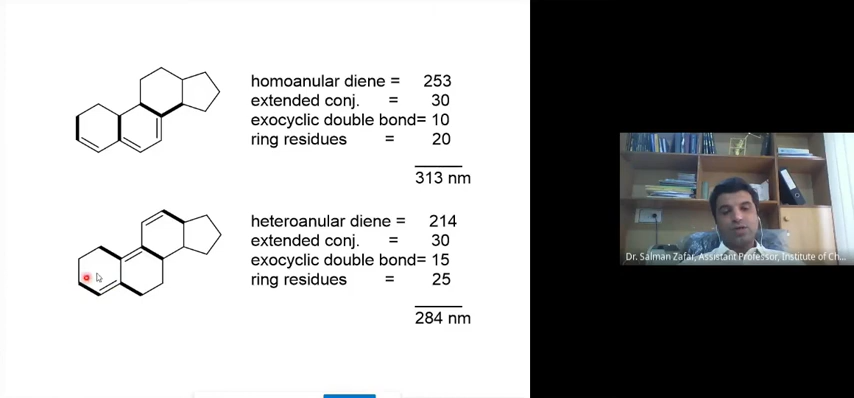 homoanular diene = 253
extended conj. = 30
exocyclic double bond= 10
ring residues = 20
313 nm
heteroanular diene = 214
extended conj. = 30
exocyclic double bond= 15
ring residues = 25
284 nm
Dr. Salman Zafar, Assistant Professor, Institute of Ch...